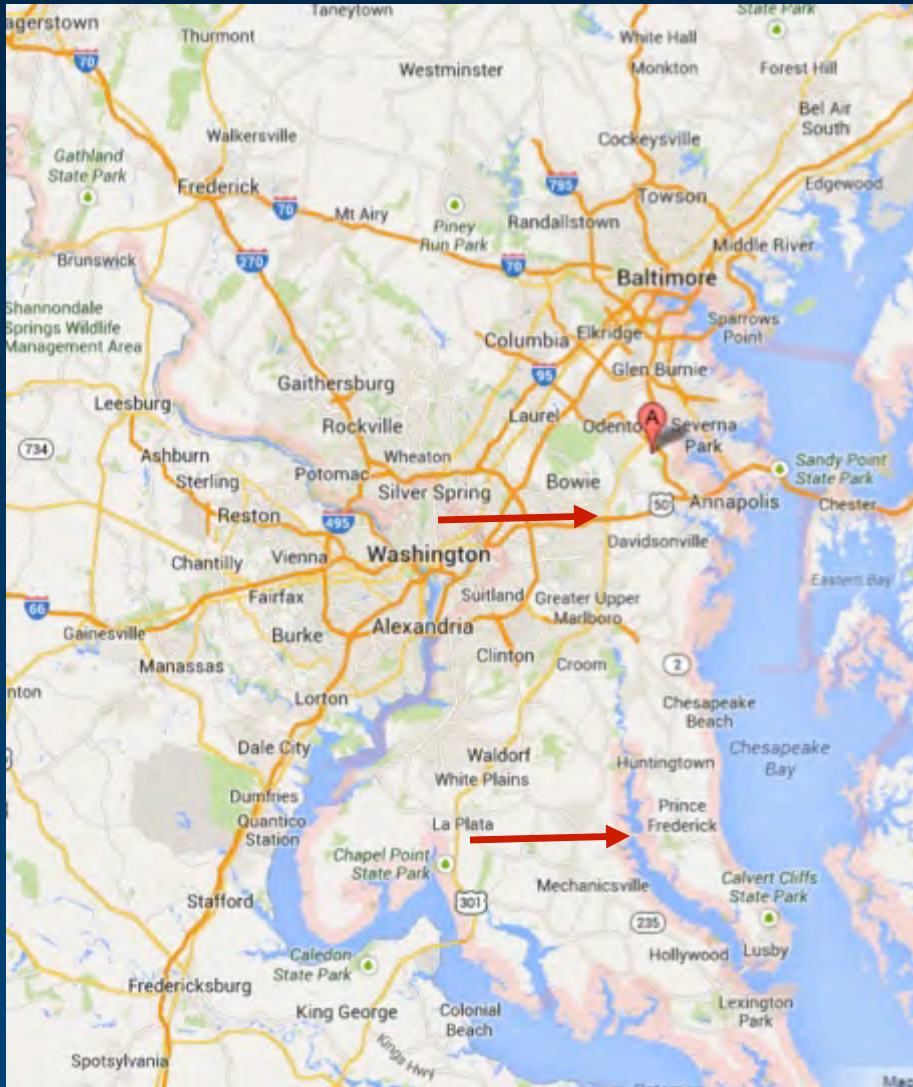 agerstown
Taneytown
State Park
Thurmont
White Hall
Westminster
Monkton
Forest Hill
70
Bel Air
South
Walkersville
Cockeysville
Gathland
State Park
Frederick
795
Towson
Edgewood
70
Mt Airy
Piney
Run Park
Randallstown
Middle River
Brunswick
270
70
Baltimore
Shannondale
Springs Wildlife
Management Area
Columbia
Elkridge
Sparrows
Point
Gaithersburg
95
Glen Burnie
Leesburg
Laurel
A
Rockville
Odento
Severna
Park
734
Ashburn
Wheaton
Sandy Point
State Park
Sterling
Potomac
Silver Spring
Bowie
Reston
495
50
Annapolis
Chester
Chantilly
Vienna
Washington
Davidsonville
Eastern Bay
66
Fairfax
Suitland
Greater Upper
Marlboro
Gainesville
Burke
Alexandria
Manassas
Clinton
Croom
2
nton
Lorton
Chesapeake
Beach
Dale City
Waldorf
Huntingtown
Chesapeake
Bay
White Plains
Dumfries
Quantico
Station
La Plata
Prince
Frederick
Chapel Point
State Park
Mechanicsville
Calvert Cliffs
State Park
Stafford
301
235
Caledon
State Park
Hollywood
Lusby
Fredericksburg
King George
Colonial
Beach
Lexington
Park
Kings Hwy
Spotsylvania